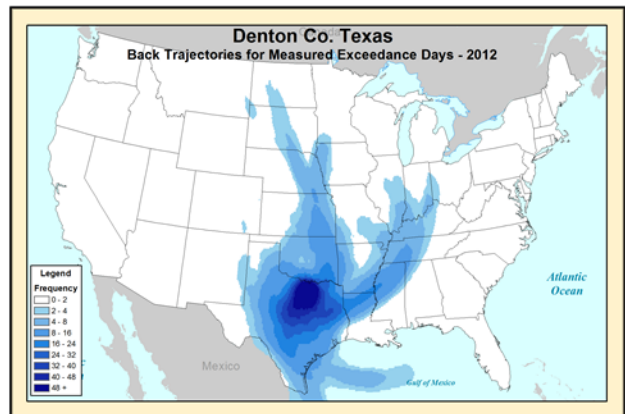 Canada
Denton Co. Texas
Back Trajectories for Measured Exceedance Days - 2012
Atlantic
Ocean
Legend
Frequency
0 - 2
2 - 4
4 - 8
8 - 16
16 - 24
24 - 32
32 - 40
40 - 48
48 +
Mexico
Gulf of Mexico